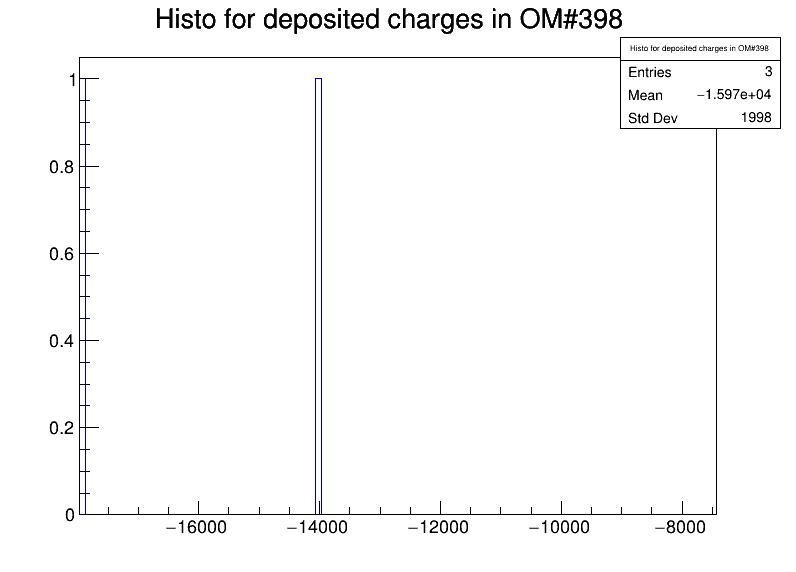 Histo for deposited charges in OM#398
Histo for deposited charges in OM#398
Entries 3
Mean −1.597e+04
Std Dev 1998
1
0.8
0.6
0.4
0.2
0
−16000 −14000 −12000 −10000 −8000